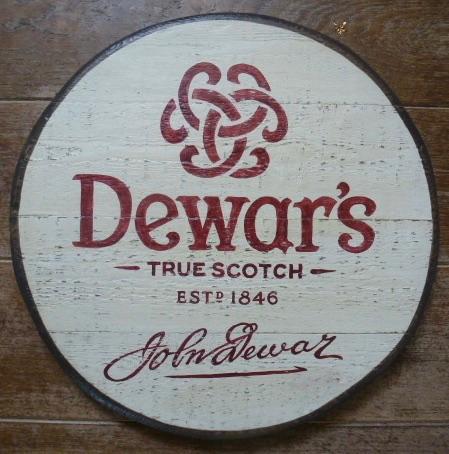 Dewar's
TRUE SCOTCH
ESTD 1846
John Dewar